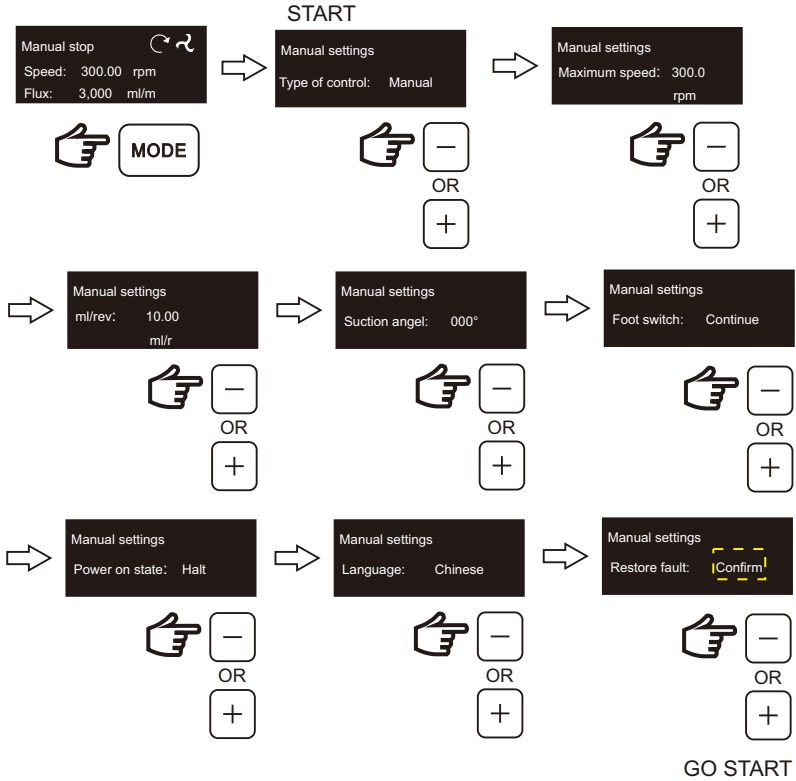 START
Manual stop
Speed: 300.00 rpm
Flux: 3,000 ml/m
MODE
Manual settings
Type of control: Manual
−
OR
+
Manual settings
Maximum speed: 300.0
rpm
−
OR
+
Manual settings
ml/rev: 10.00
ml/r
−
OR
+
Manual settings
Suction angel: 000°
−
OR
+
Manual settings
Foot switch: Continue
−
OR
+
Manual settings
Power on state: Halt
−
OR
+
Manual settings
Language: Chinese
−
OR
+
Manual settings
Restore fault: Confirm
−
OR
+
GO START